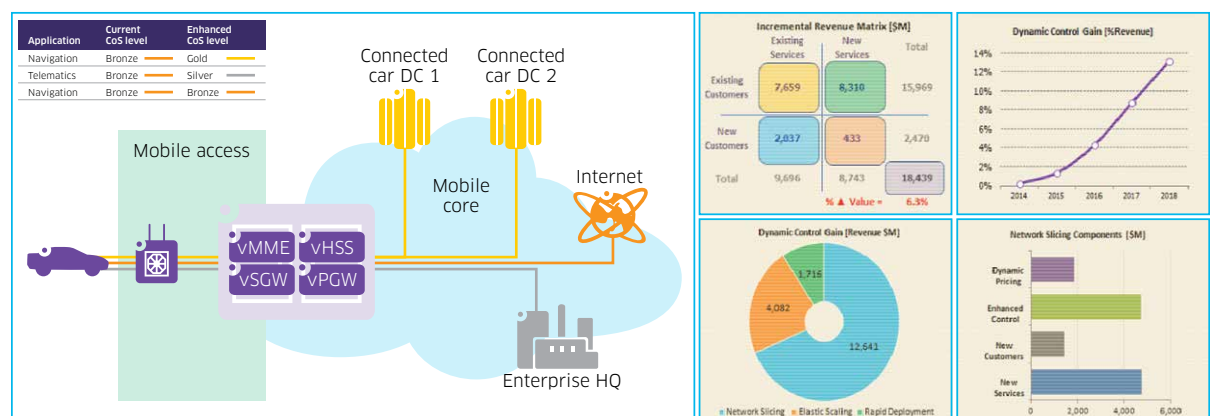 Application Current CoS level Enhanced CoS level
Navigation Bronze Gold
Telematics Bronze Silver
Navigation Bronze Bronze
Connected car DC 1
Connected car DC 2
Mobile access
Mobile core
Internet
vMME vHSS
vSGW vPGW
Enterprise HQ
Incremental Revenue Matrix [$M]
Existing Services New Services Total
Existing Customers 7,659 8,310 15,969
New Customers 2,037 433 2,470
Total 9,696 8,743 18,439
% ▲ Value = 6.3%
Dynamic Control Gain [%Revenue]
14%
12%
10%
8%
6%
4%
2%
0%
2014 2015 2016 2017 2018
Dynamic Control Gain [Revenue $M]
1,716
4,082
12,641
Network Slicing Elastic Scaling Rapid Deployment
Network Slicing Components [$M]
Dynamic Pricing
Enhanced Control
New Customers
New Services
0 2,000 4,000 6,000